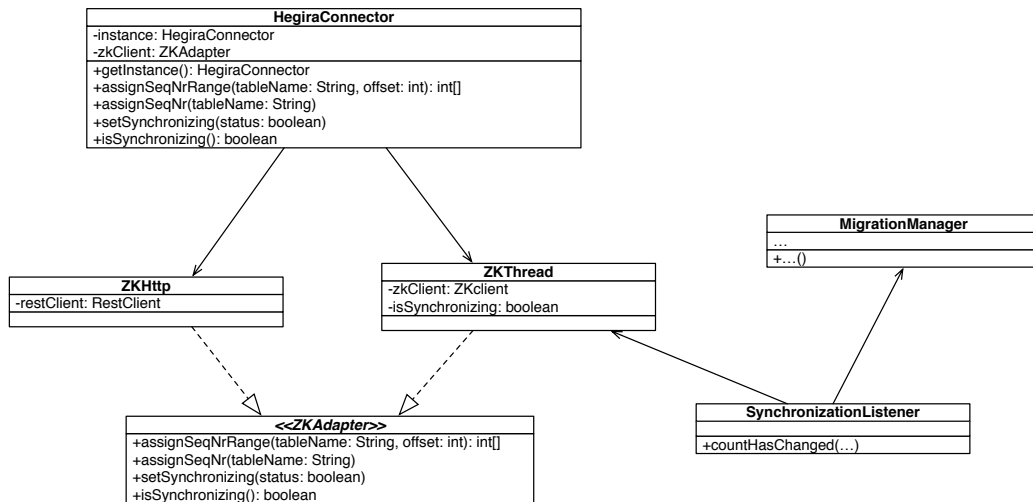 HegiraConnector
-instance: HegiraConnector
-zkClient: ZKAdapter
+getInstance(): HegiraConnector
+assignSeqNrRange(tableName: String, offset: int): int[]
+assignSeqNr(tableName: String)
+setSynchronizing(status: boolean)
+isSynchronizing(): boolean
MigrationManager
...
+...()
ZKHttp
-restClient: RestClient
ZKThread
-zkClient: ZKclient
-isSynchronizing: boolean
SynchronizationListener
+countHasChanged(...)
<<ZKAdapter>>
+assignSeqNrRange(tableName: String, offset: int): int[]
+assignSeqNr(tableName: String)
+setSynchronizing(status: boolean)
+isSynchronizing(): boolean